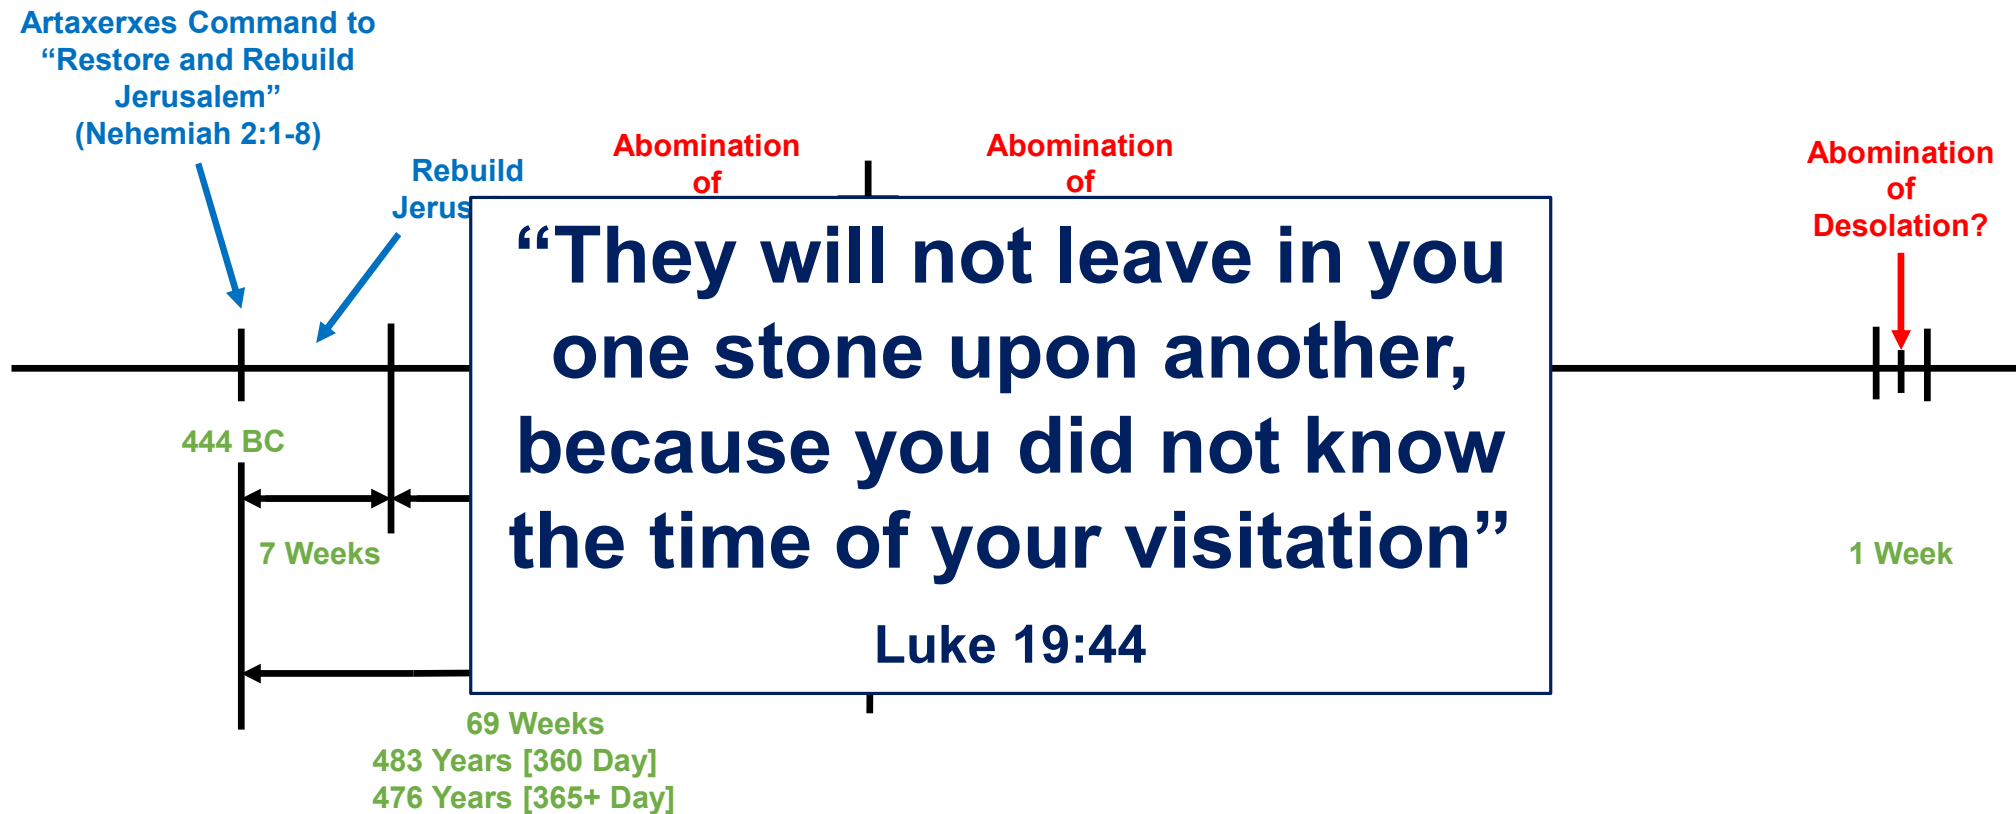 Artaxerxes Command to
“Restore and Rebuild
Jerusalem”
(Nehemiah 2:1-8)
Rebuild
Abomination
of
Abomination
of
Abomination
of
Desolation?
“They will not leave in you
one stone upon another,
because you did not know
the time of your visitation”
Luke 19:44
444 BC
7 Weeks
1 Week
69 Weeks
483 Years [360 Day]
476 Years [365+ Day]